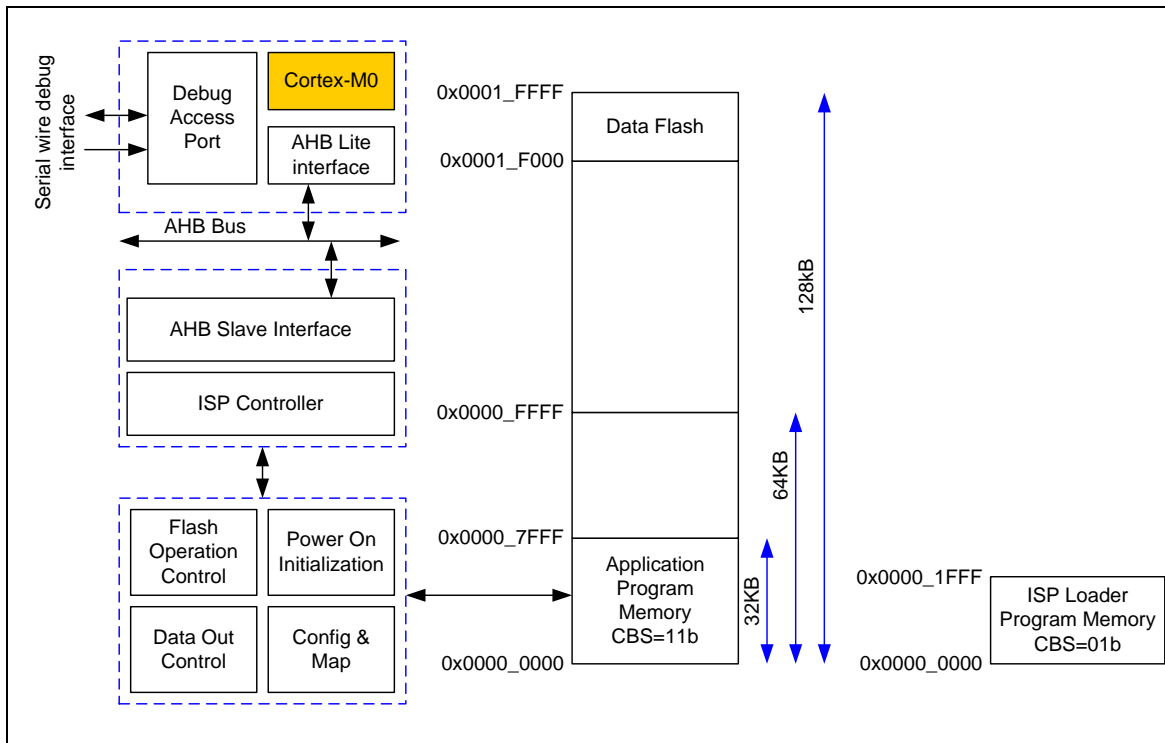 Serial wire debug
interface
Debug
Access
Port
Cortex-M0
AHB Lite
interface
AHB Bus
AHB Slave Interface
ISP Controller
Flash
Operation
Control
Power On
Initialization
Data Out
Control
Config &
Map
0x0001_FFFF
Data Flash
0x0001_F000
0x0000_FFFF
0x0000_7FFF
Application
Program
Memory
CBS=11b
0x0000_0000
32KB
64KB
128kB
0x0000_1FFF
ISP Loader
Program Memory
CBS=01b
0x0000_0000